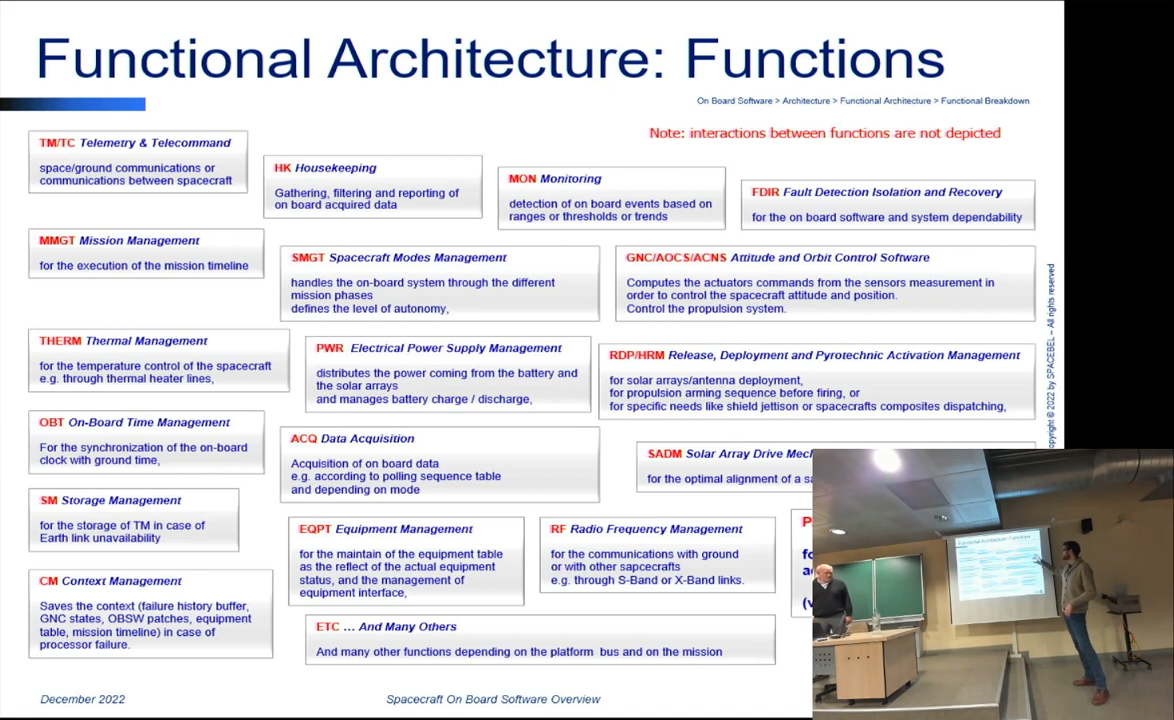 Functional Architecture: Functions
On Board Software > Architecture > Functional Architecture > Functional Breakdown
Note: interactions between functions are not depicted
TM/TC Telemetry & Telecommand
space/ground communications or
communications between spacecraft
HK Housekeeping
Gathering, filtering and reporting of
on board acquired data
MON Monitoring
detection of on board events based on
ranges or thresholds or trends
FDIR Fault Detection Isolation and Recovery
for the on board software and system dependability
MMGT Mission Management
for the execution of the mission timeline
SMGT Spacecraft Modes Management
handles the on-board system through the different
mission phases
defines the level of autonomy,
GNC/AOCS/ACNS Attitude and Orbit Control Software
Computes the actuators commands from the sensors measurement in
order to control the spacecraft attitude and position.
Control the propulsion system.
THERM Thermal Management
for the temperature control of the spacecraft
e.g. through thermal heater lines,
PWR Electrical Power Supply Management
distributes the power coming from the battery and
the solar arrays
and manages battery charge / discharge,
RDP/HRM Release, Deployment and Pyrotechnic Activation Management
for solar arrays/antenna deployment,
for propulsion arming sequence before firing, or
for specific needs like shield jettison or spacecrafts composites dispatching,
OBT On-Board Time Management
For the synchronization of the on-board
clock with ground time,
ACQ Data Acquisition
Acquisition of on board data
e.g. according to polling sequence table
and depending on mode
SADM Solar Array Drive
for the optimal alignment of a
SM Storage Management
for the storage of TM in case of
Earth link unavailability
EQPT Equipment Management
for the maintain of the equipment table
as the reflect of the actual equipment
status, and the management of
equipment interface,
RF Radio Frequency Management
for the communications with ground
or with other sapcecrafts
e.g. through S-Band or X-Band links.
CM Context Management
Saves the context (failure history buffer,
GNC states, OBSW patches, equipment
table, mission timeline) in case of
processor failure.
ETC … And Many Others
And many other functions depending on the platform bus and on the mission
© 2022 by SPACEBEL – All rights reserved
December 2022
Spacecraft On Board Software Overview
Functional Architecture: Functions